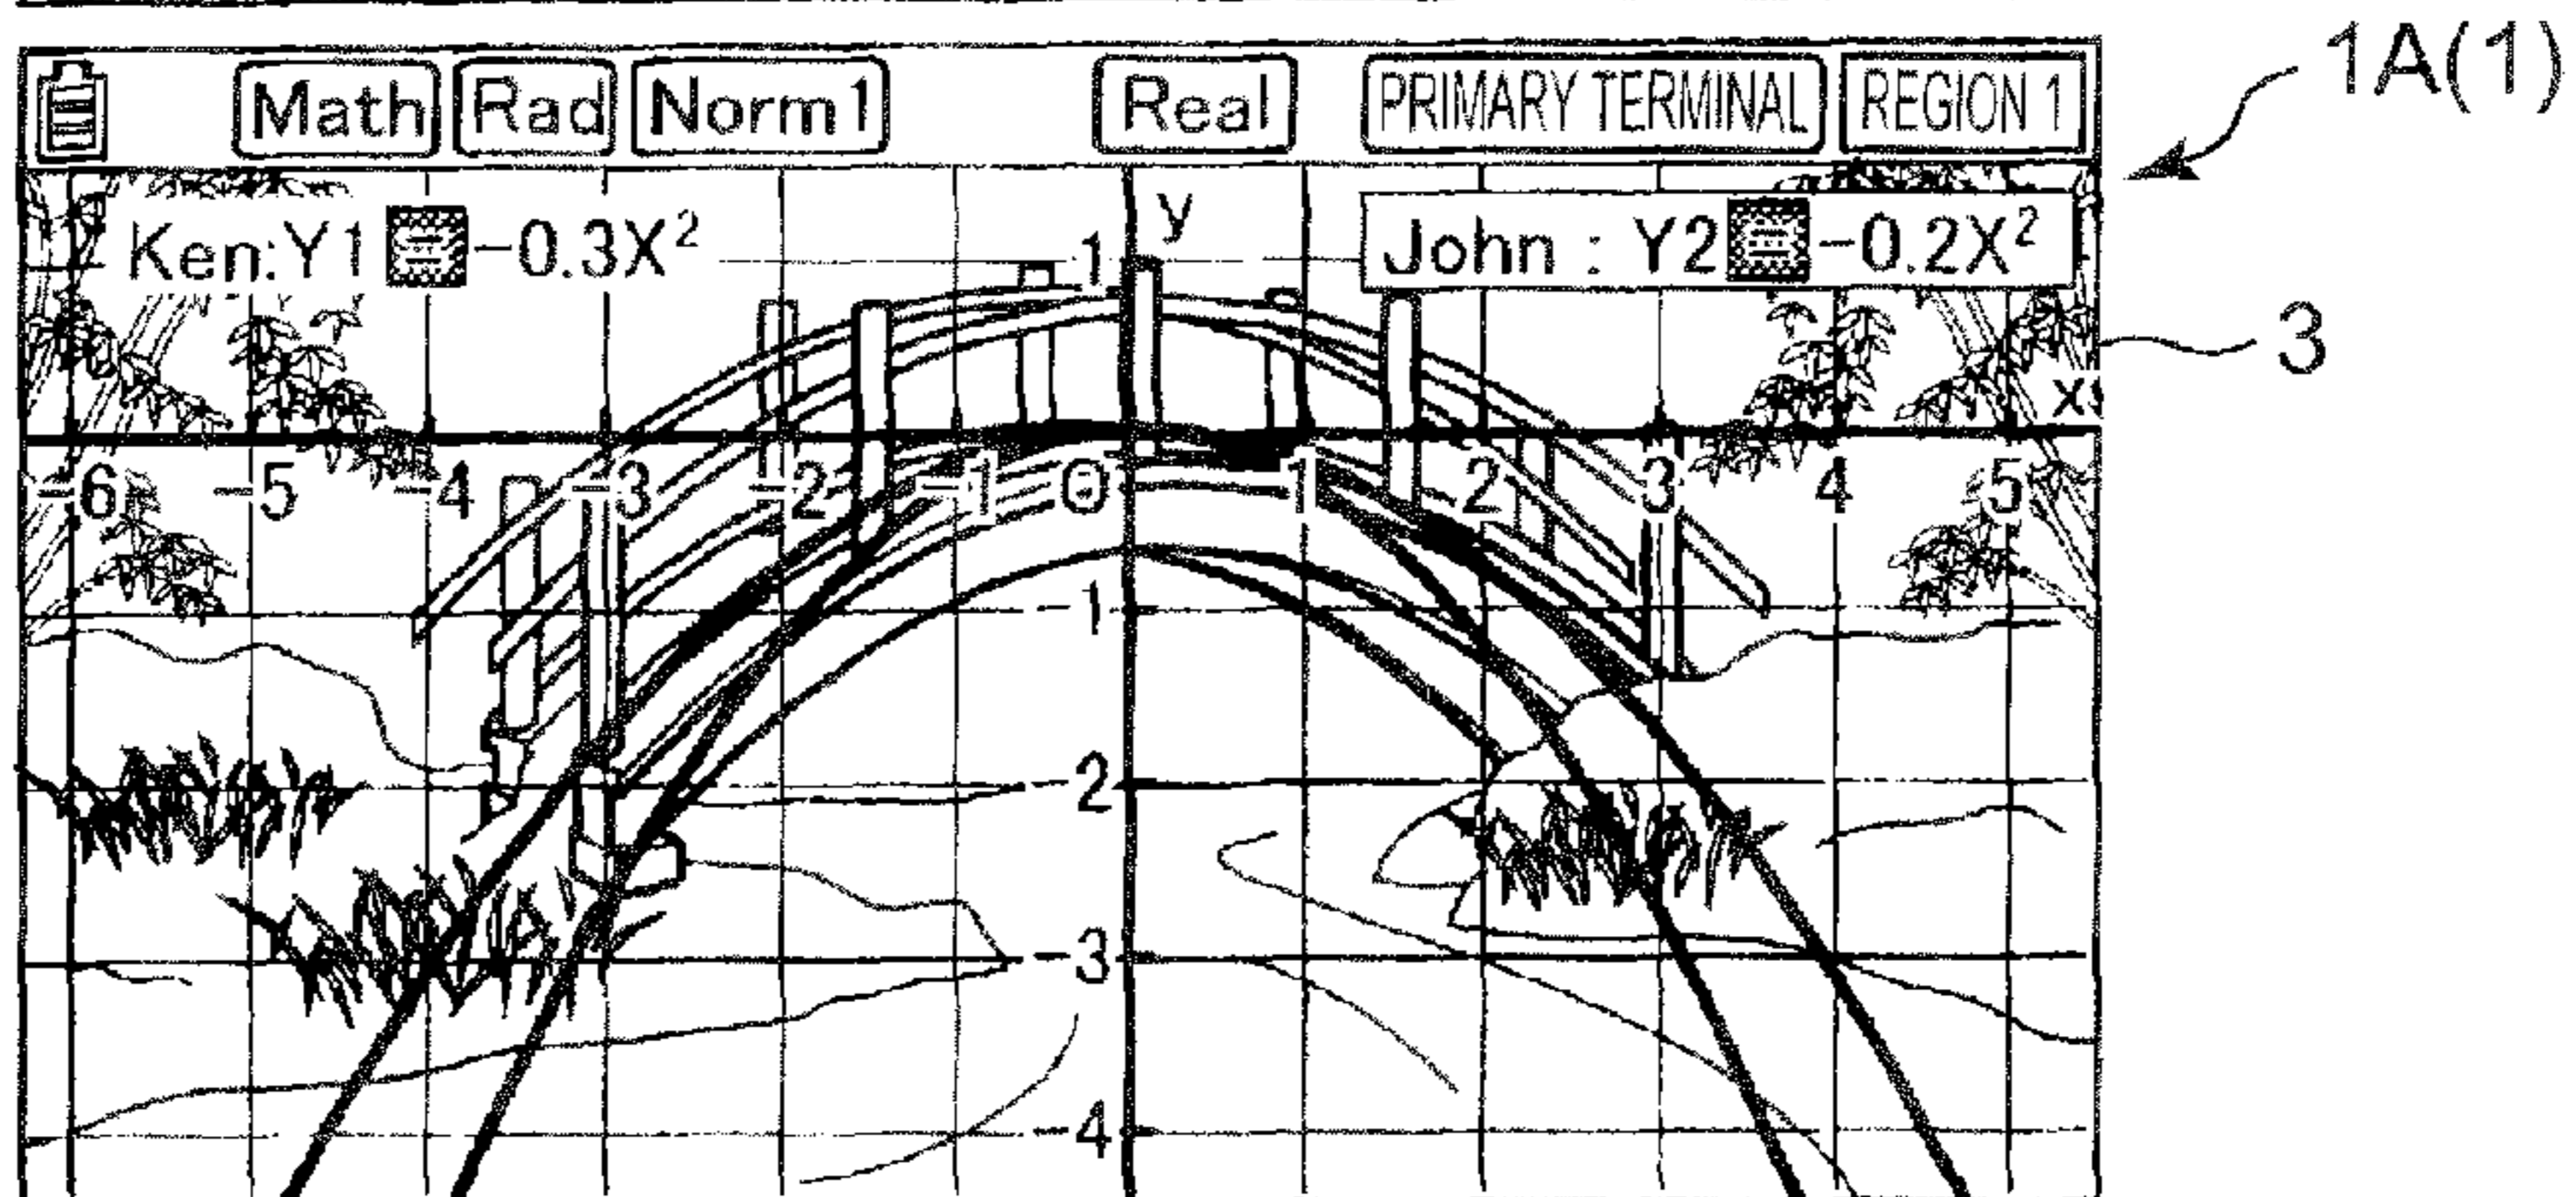 1A(1)
Math Rad Norm1 Real PRIMARY TERMINAL REGION 1
y
Ken:Y1 = -0.3X²
John : Y2 = -0.2X²
1
3
x
-6 -5 -4 -3 -2 -1 0 1 2 3 4 5
-1
-2
-3
-4